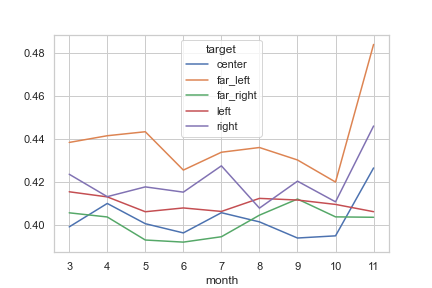 target
center
far_left
far_right
left
right
0.48
0.46
0.44
0.42
0.40
3 4 5 6 7 8 9 10 11
month